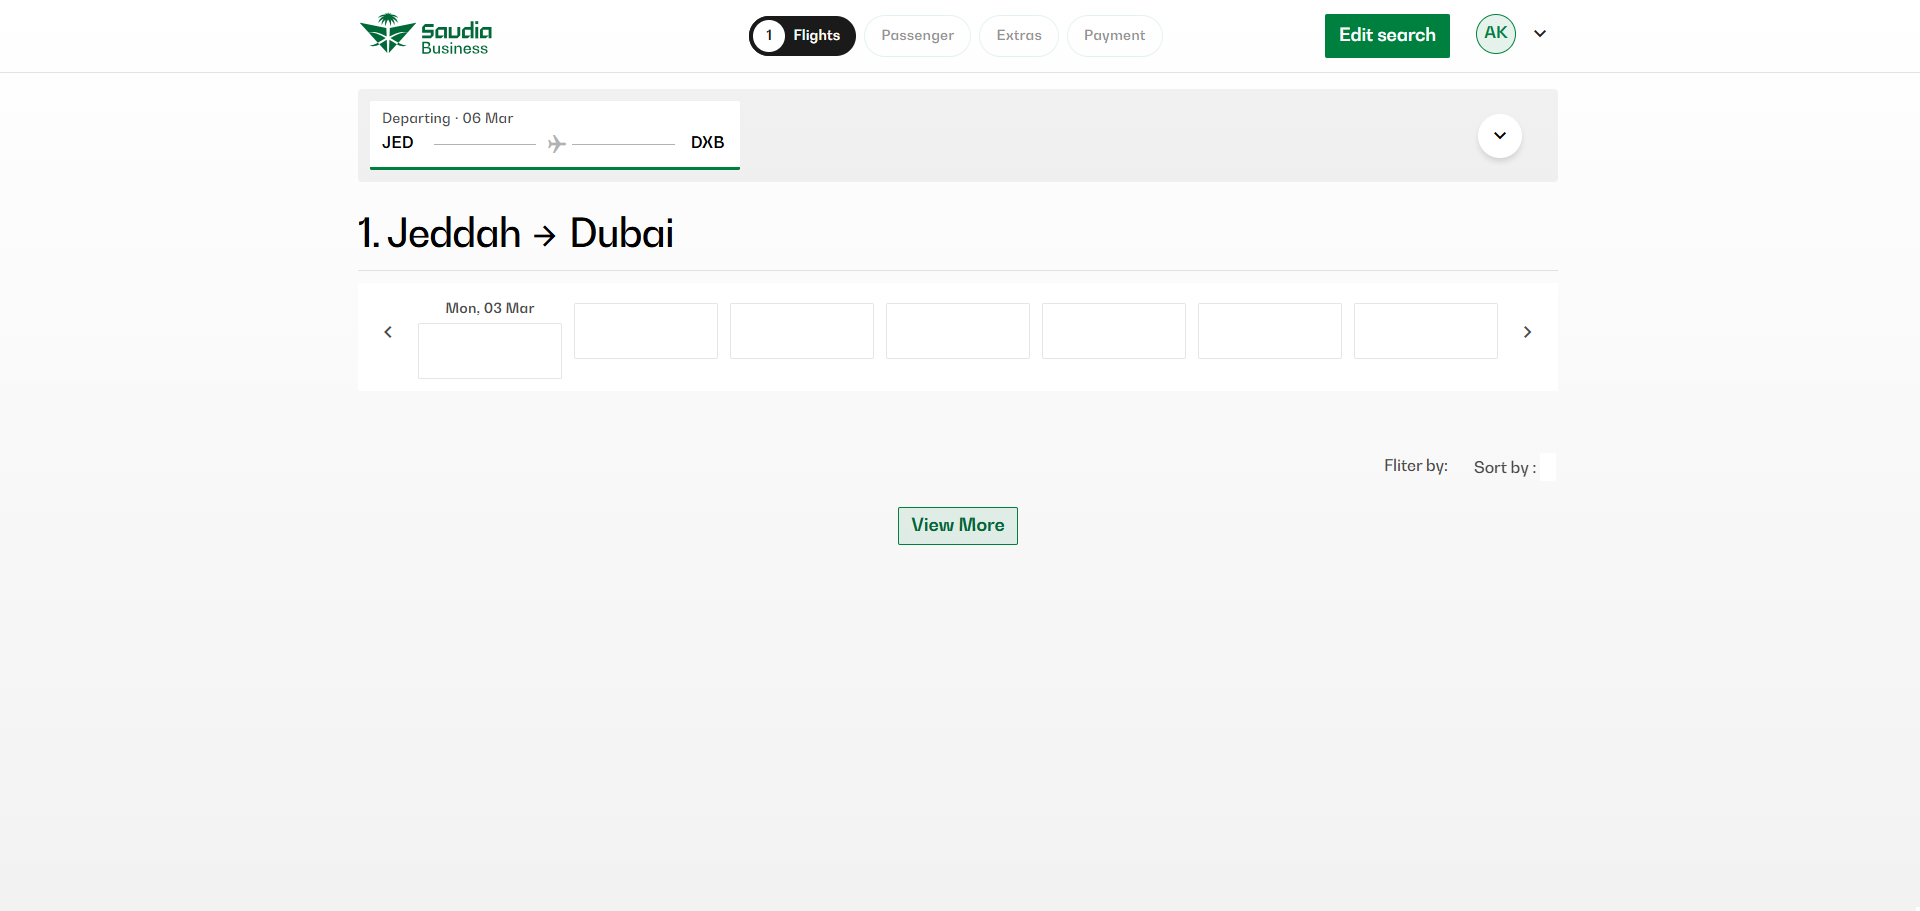 Saudia
Business
1 Flights
Passenger
Extras
Payment
Edit search
AK
Departing · 06 Mar
JED DXB
1. Jeddah → Dubai
Mon, 03 Mar
Fliter by:
Sort by :
View More